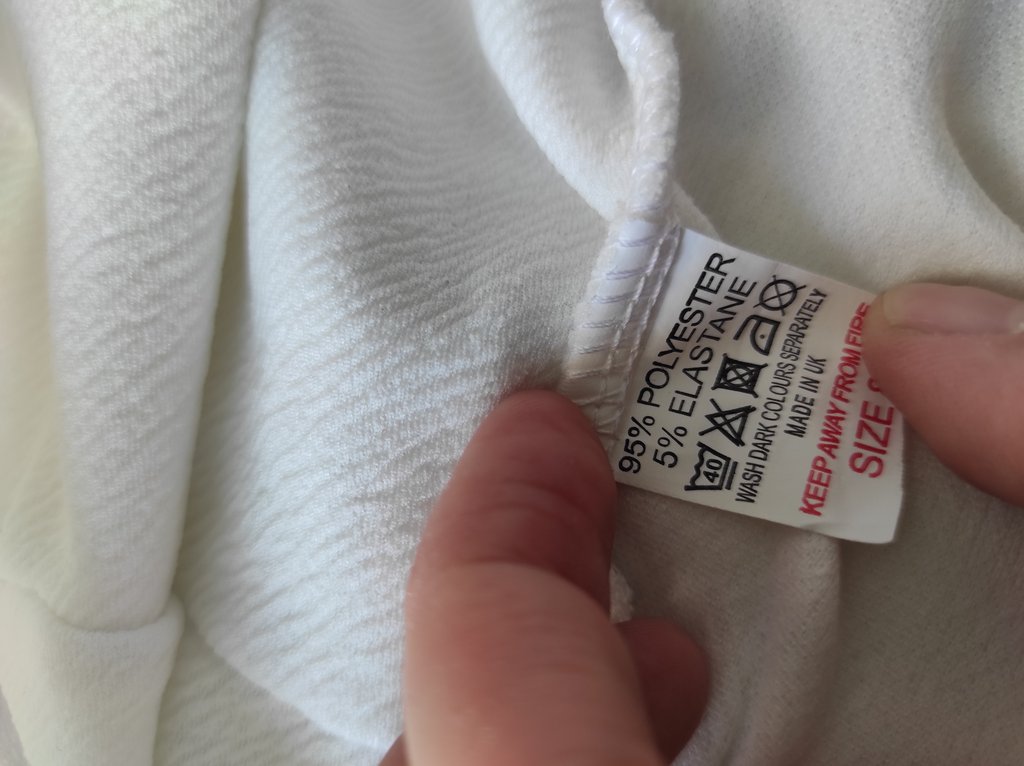 95% POLYESTER
5% ELASTANE
40
WASH DARK COLOURS SEPARATELY
MADE IN UK
KEEP AWAY FROM FIRE
SIZE